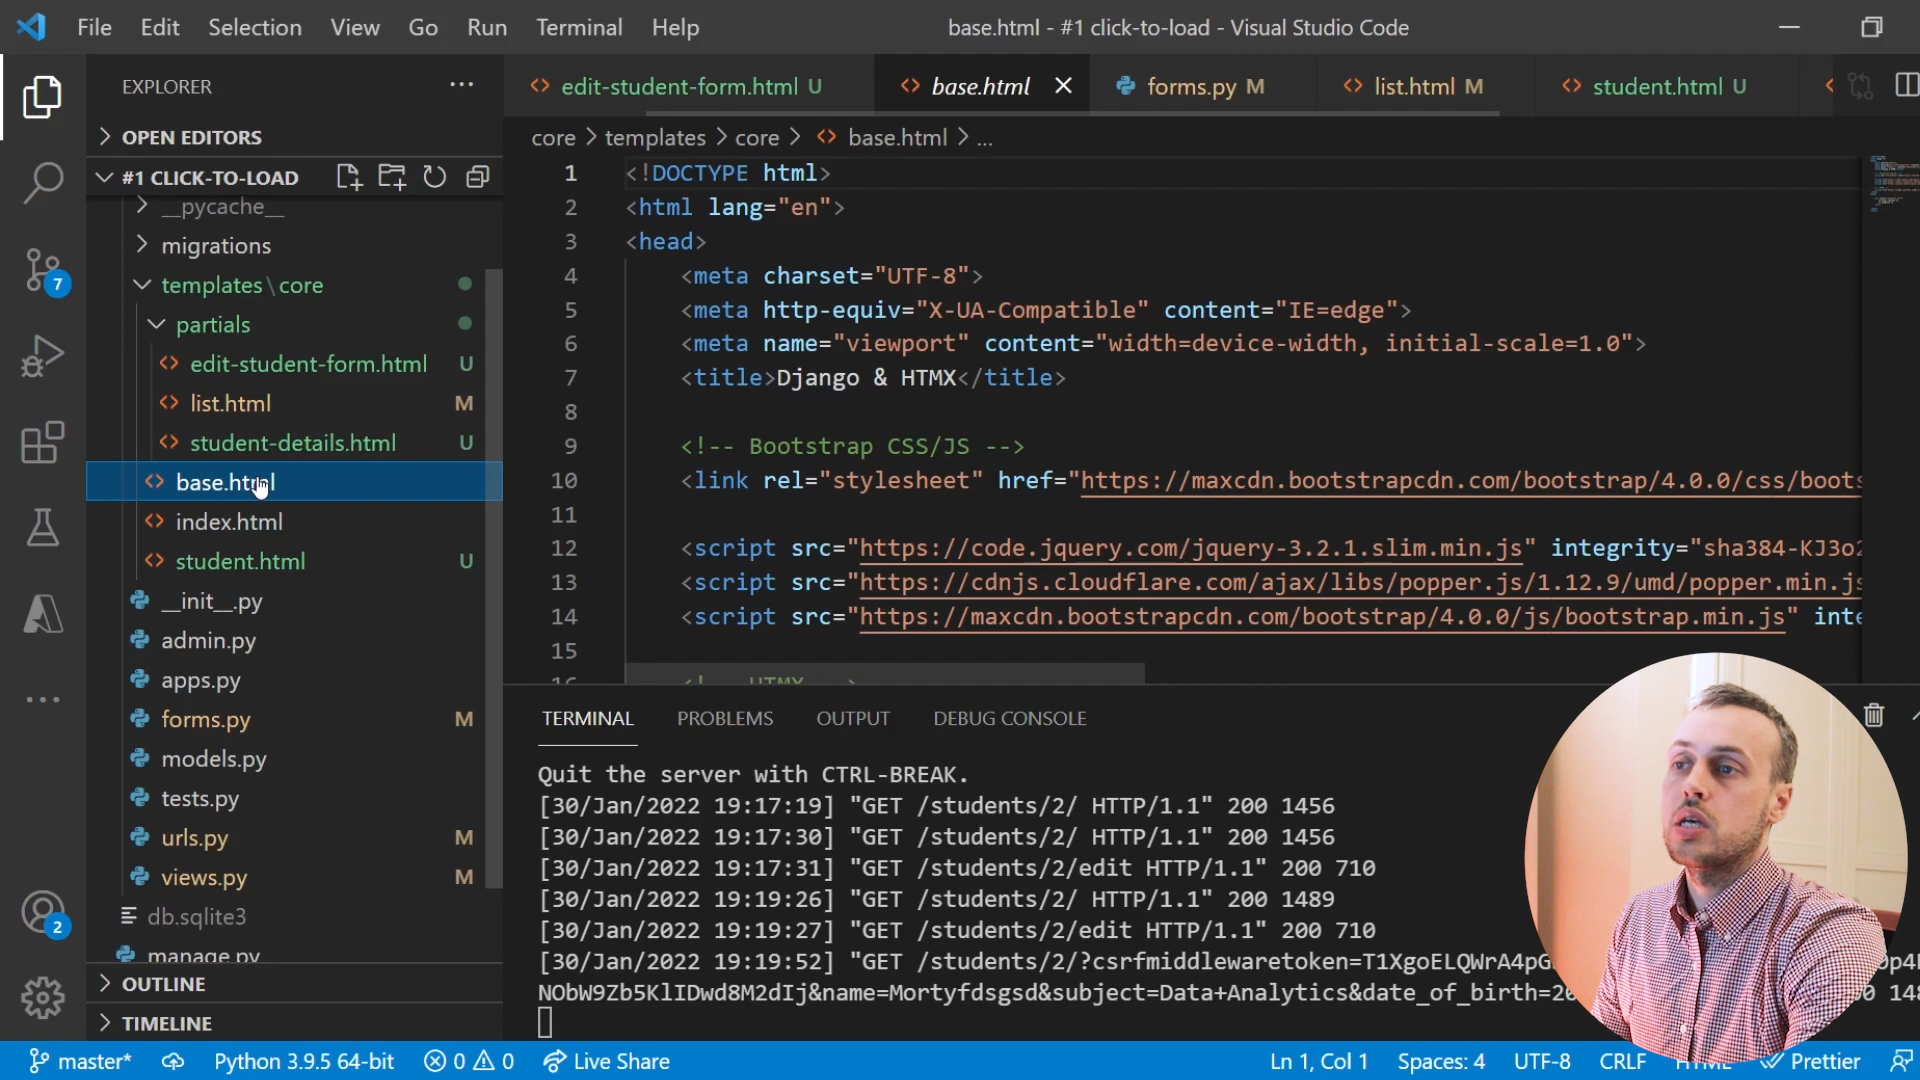 File Edit Selection View Go Run Terminal Help
base.html - #1 click-to-load - Visual Studio Code
EXPLORER
edit-student-form.html U
base.html
forms.py M
list.html M
student.html U
OPEN EDITORS
core > templates > core > base.html > ...
#1 CLICK-TO-LOAD
__pycache__
migrations
templates\core
partials
edit-student-form.html U
list.html M
student-details.html U
base.html
index.html
student.html U
__init__.py
admin.py
apps.py
forms.py M
models.py
tests.py
urls.py M
views.py M
db.sqlite3
manage.py
OUTLINE
TIMELINE
7
2
1 <!DOCTYPE html>
2 <html lang="en">
3 <head>
4 <meta charset="UTF-8">
5 <meta http-equiv="X-UA-Compatible" content="IE=edge">
6 <meta name="viewport" content="width=device-width, initial-scale=1.0">
7 <title>Django & HTMX</title>
8
9 <!-- Bootstrap CSS/JS -->
10 <link rel="stylesheet" href="https://maxcdn.bootstrapcdn.com/bootstrap/4.0.0/css/boots
11
12 <script src="https://code.jquery.com/jquery-3.2.1.slim.min.js" integrity="sha384-KJ3o2
13 <script src="https://cdnjs.cloudflare.com/ajax/libs/popper.js/1.12.9/umd/popper.min.js
14 <script src="https://maxcdn.bootstrapcdn.com/bootstrap/4.0.0/js/bootstrap.min.js" inte
15
TERMINAL PROBLEMS OUTPUT DEBUG CONSOLE
Quit the server with CTRL-BREAK.
[30/Jan/2022 19:17:19] "GET /students/2/ HTTP/1.1" 200 1456
[30/Jan/2022 19:17:30] "GET /students/2/ HTTP/1.1" 200 1456
[30/Jan/2022 19:17:31] "GET /students/2/edit HTTP/1.1" 200 710
[30/Jan/2022 19:19:26] "GET /students/2/ HTTP/1.1" 200 1489
[30/Jan/2022 19:19:27] "GET /students/2/edit HTTP/1.1" 200 710
[30/Jan/2022 19:19:52] "GET /students/2/?csrfmiddlewaretoken=T1XgoELQWrA4pG
NObW9Zb5KlIDwd8M2dIj&name=Mortyfdsgsd&subject=Data+Analytics&date_of_birth=20
master* Python 3.9.5 64-bit 0 0 Live Share Ln 1, Col 1 Spaces: 4 UTF-8 CRLF HTML Prettier